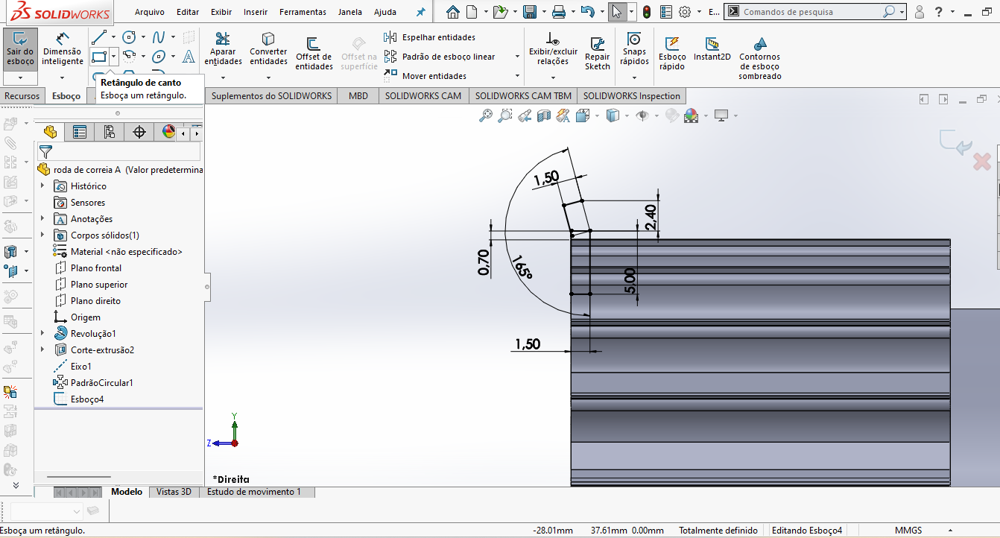 SOLIDWORKS
Arquivo Editar Exibir Inserir Ferramentas Janela Ajuda
E...
Comandos de pesquisa
?
Sair do esboço
Dimensão inteligente
Aparar entidades
Converter entidades
Offset de entidades
Offset na superfície
Espelhar entidades
Padrão de esboço linear
Mover entidades
Exibir/excluir relações
Repair Sketch
Snaps rápidos
Esboço rápido
Instant2D
Contornos de esboço sombreado
Retângulo de canto
Esboça um retângulo.
Recursos
Esboço
Suplementos do SOLIDWORKS
MBD
SOLIDWORKS CAM
SOLIDWORKS CAM TBM
SOLIDWORKS Inspection
roda de correia A (Valor predetermina
Histórico
Sensores
Anotações
Corpos sólidos(1)
Material <não especificado>
Plano frontal
Plano superior
Plano direito
Origem
Revolução1
Corte-extrusão2
Eixo1
PadrãoCircular1
Esboço4
1,50
2,40
0,70
165°
5,00
1,50
Y
Z
*Direita
Modelo
Vistas 3D
Estudo de movimento 1
Esboça um retângulo.
-28.01mm
37.61mm
0.00mm
Totalmente definido
Editando Esboço4
MMGS